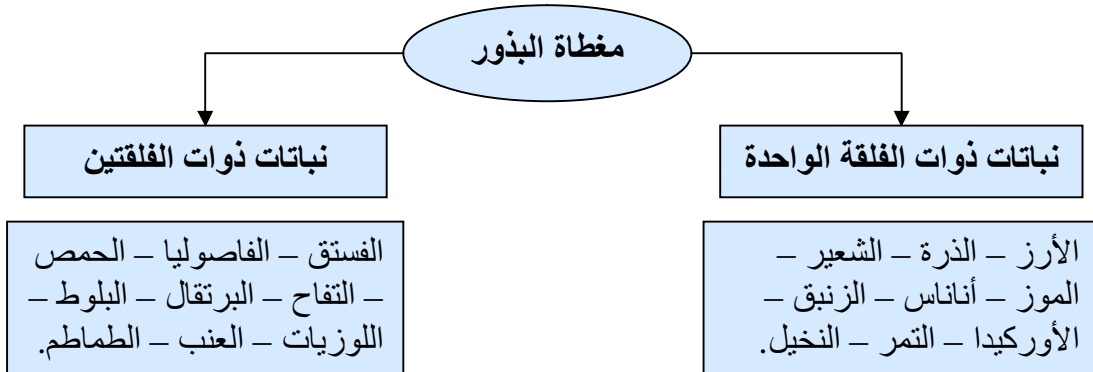 مغطاة البذور
نباتات ذوات الفلقة الواحدة
الأرز – الذرة – الشعير –
الموز – أناناس – الزنبق –
الأوركيدا – التمر – النخيل.
نباتات ذوات الفلقتين
الفستق – الفاصوليا – الحمص
– التفاح – البرتقال – البلوط –
اللوزيات – العنب – الطماطم.